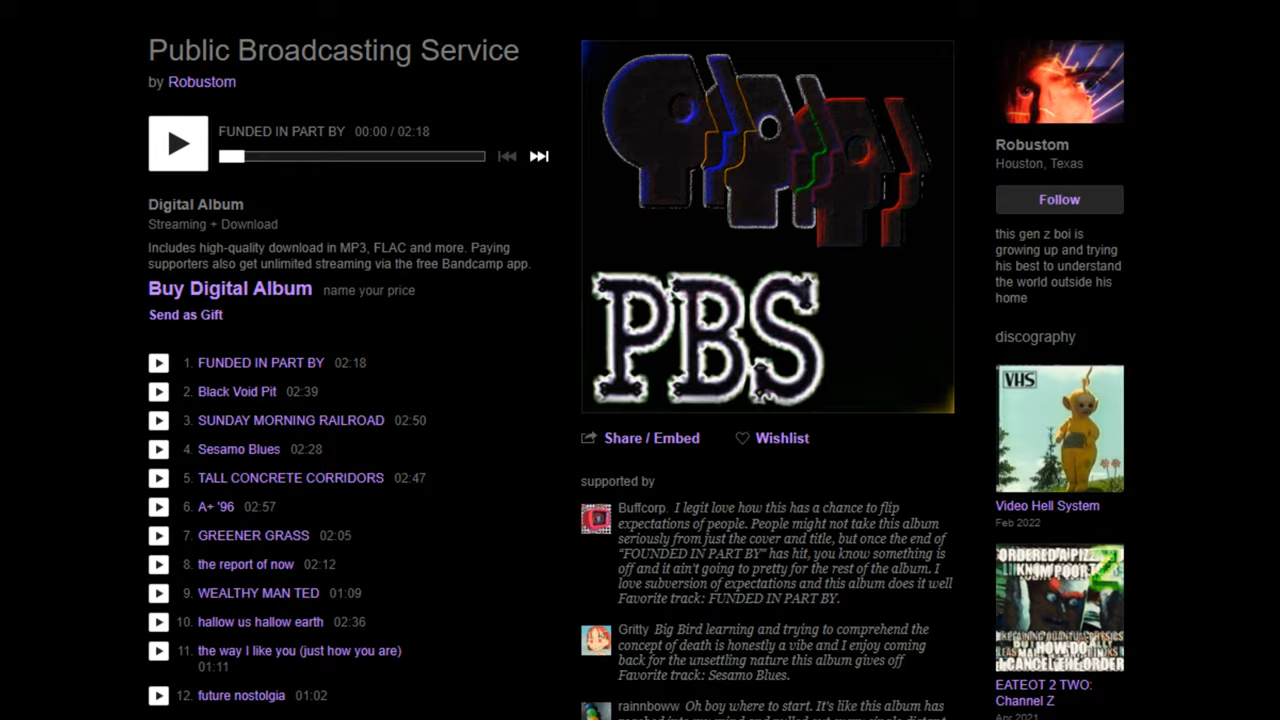 Public Broadcasting Service
by Robustom
FUNDED IN PART BY 00:00 / 02:18
Digital Album
Streaming + Download
Includes high-quality download in MP3, FLAC and more. Paying
supporters also get unlimited streaming via the free Bandcamp app.
Buy Digital Album name your price
Send as Gift
1. FUNDED IN PART BY 02:18
2. Black Void Pit 02:39
3. SUNDAY MORNING RAILROAD 02:50
4. Sesamo Blues 02:28
5. TALL CONCRETE CORRIDORS 02:47
6. A+ '96 02:57
7. GREENER GRASS 02:05
8. the report of now 02:12
9. WEALTHY MAN TED 01:09
10. hallow us hallow earth 02:36
11. the way I like you (just how you are)
01:11
12. future nostolgia 01:02
PBS
Share / Embed Wishlist
supported by
Buffcorp. I legit love how this has a chance to flip
expectations of people. People might not take this album
seriously from just the cover and title, but once the end of
“FOUNDED IN PART BY” has hit, you know something is
off and it ain't going to pretty for the rest of the album. I
love subversion of expectations and this album does it well
Favorite track: FUNDED IN PART BY.
Gritty Big Bird learning and trying to comprehend the
concept of death is honestly a vibe and I enjoy coming
back for the unsettling nature this album gives off
Favorite track: Sesamo Blues.
rainnboww Oh boy where to start. It's like this album has
Robustom
Houston, Texas
Follow
this gen z boi is
growing up and trying
his best to understand
the world outside his
home
discography
VHS
Video Hell System
Feb 2022
ORDERED A PIZZ
I KNOW POOR
HOW DO
I CANCEL THE ORDER
EATEOT 2 TWO:
Channel Z
Apr 2021